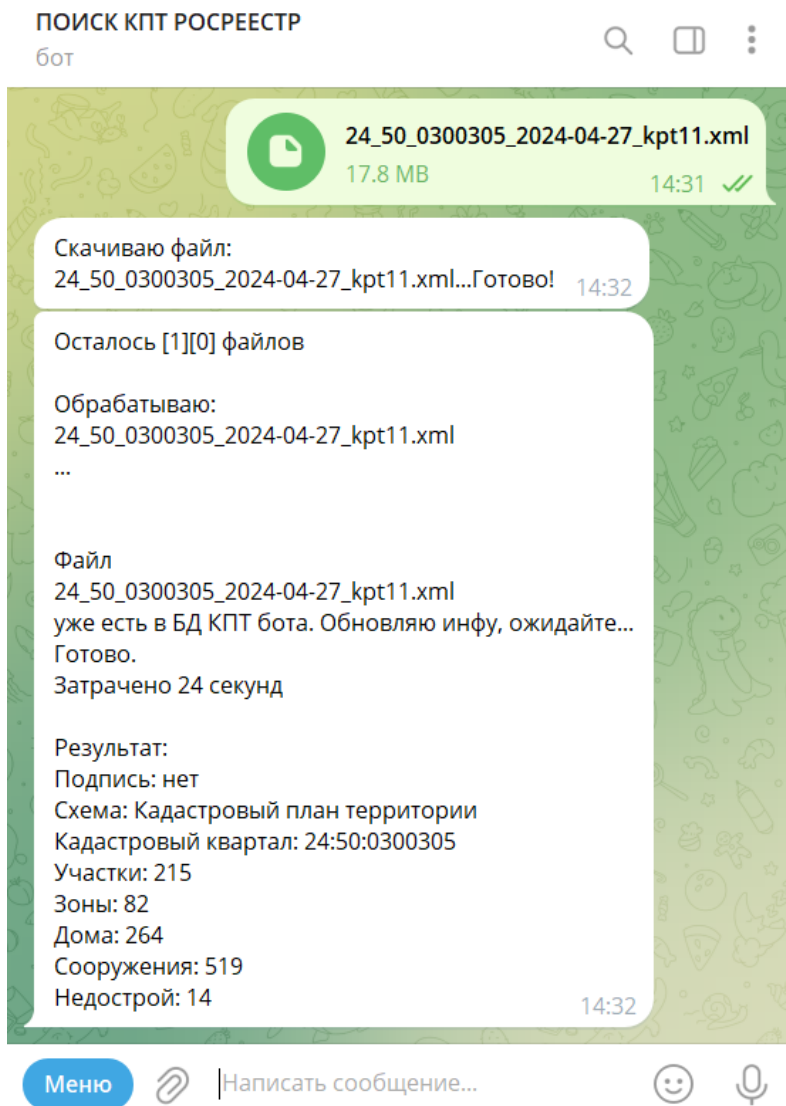 ПОИСК КПТ РОСРЕЕСТР
бот
24_50_0300305_2024-04-27_kpt11.xml
17.8 MB
14:31
Скачиваю файл:
24_50_0300305_2024-04-27_kpt11.xml...Готово!
14:32
Осталось [1][0] файлов
Обрабатываю:
24_50_0300305_2024-04-27_kpt11.xml
...
Файл
24_50_0300305_2024-04-27_kpt11.xml
уже есть в БД КПТ бота. Обновляю инфу, ожидайте...
Готово.
Затрачено 24 секунд
Результат:
Подпись: нет
Схема: Кадастровый план территории
Кадастровый квартал: 24:50:0300305
Участки: 215
Зоны: 82
Дома: 264
Сооружения: 519
Недострой: 14
14:32
Меню
Написать сообщение...